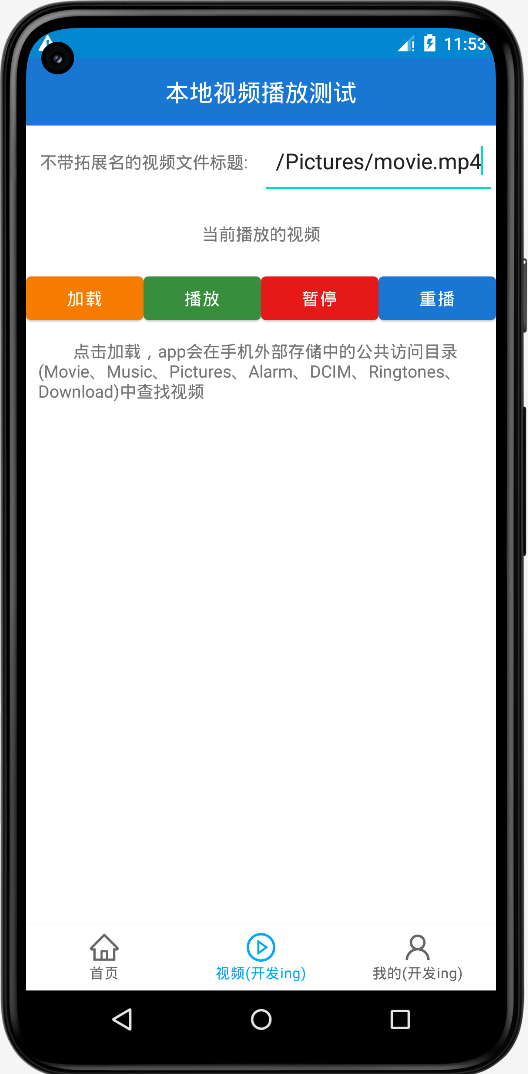 11:53
本地视频播放测试
不带拓展名的视频文件标题: /Pictures/movie.mp4
当前播放的视频
加载 播放 暂停 重播
点击加载，app会在手机外部存储中的公共访问目录
(Movie、Music、Pictures、Alarm、DCIM、Ringtones、
Download)中查找视频
首页 视频(开发ing) 我的(开发ing)